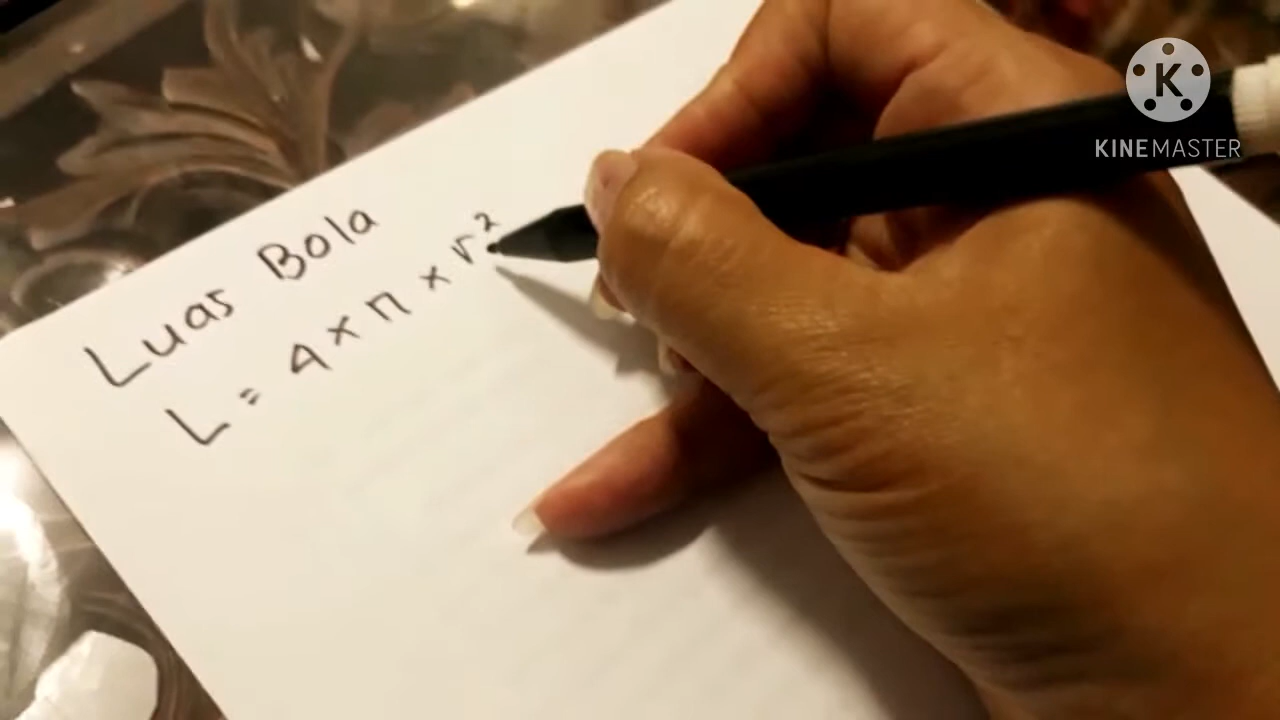 Luas Bola
L = 4 × π × r²
KINEMASTER